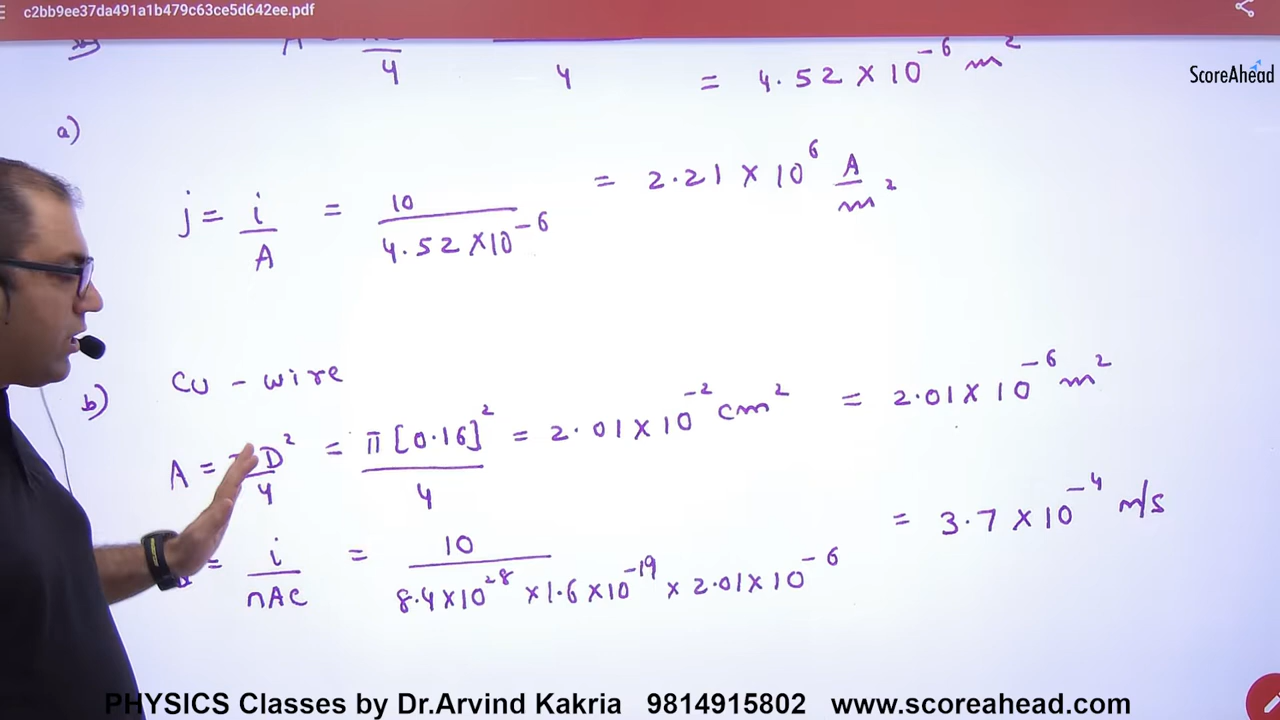 c2bb9ee37da491a1b479c63ce5d642ee.pdf
ScoreAhead
4 4 = 4.52 × 10⁻⁶ m²
a)
j = i/A = 10/(4.52 × 10⁻⁶) = 2.21 × 10⁶ A/m²
b) Cu - wire
A = D²/4 = π[0.16]²/4 = 2.01 × 10⁻² cm² = 2.01 × 10⁻⁶ m²
= i/nAe = 10/(8.4 × 10²⁸ × 1.6 × 10⁻¹⁹ × 2.01 × 10⁻⁶) = 3.7 × 10⁻⁴ m/s
PHYSICS Classes by Dr.Arvind Kakria 9814915802 www.scoreahead.com